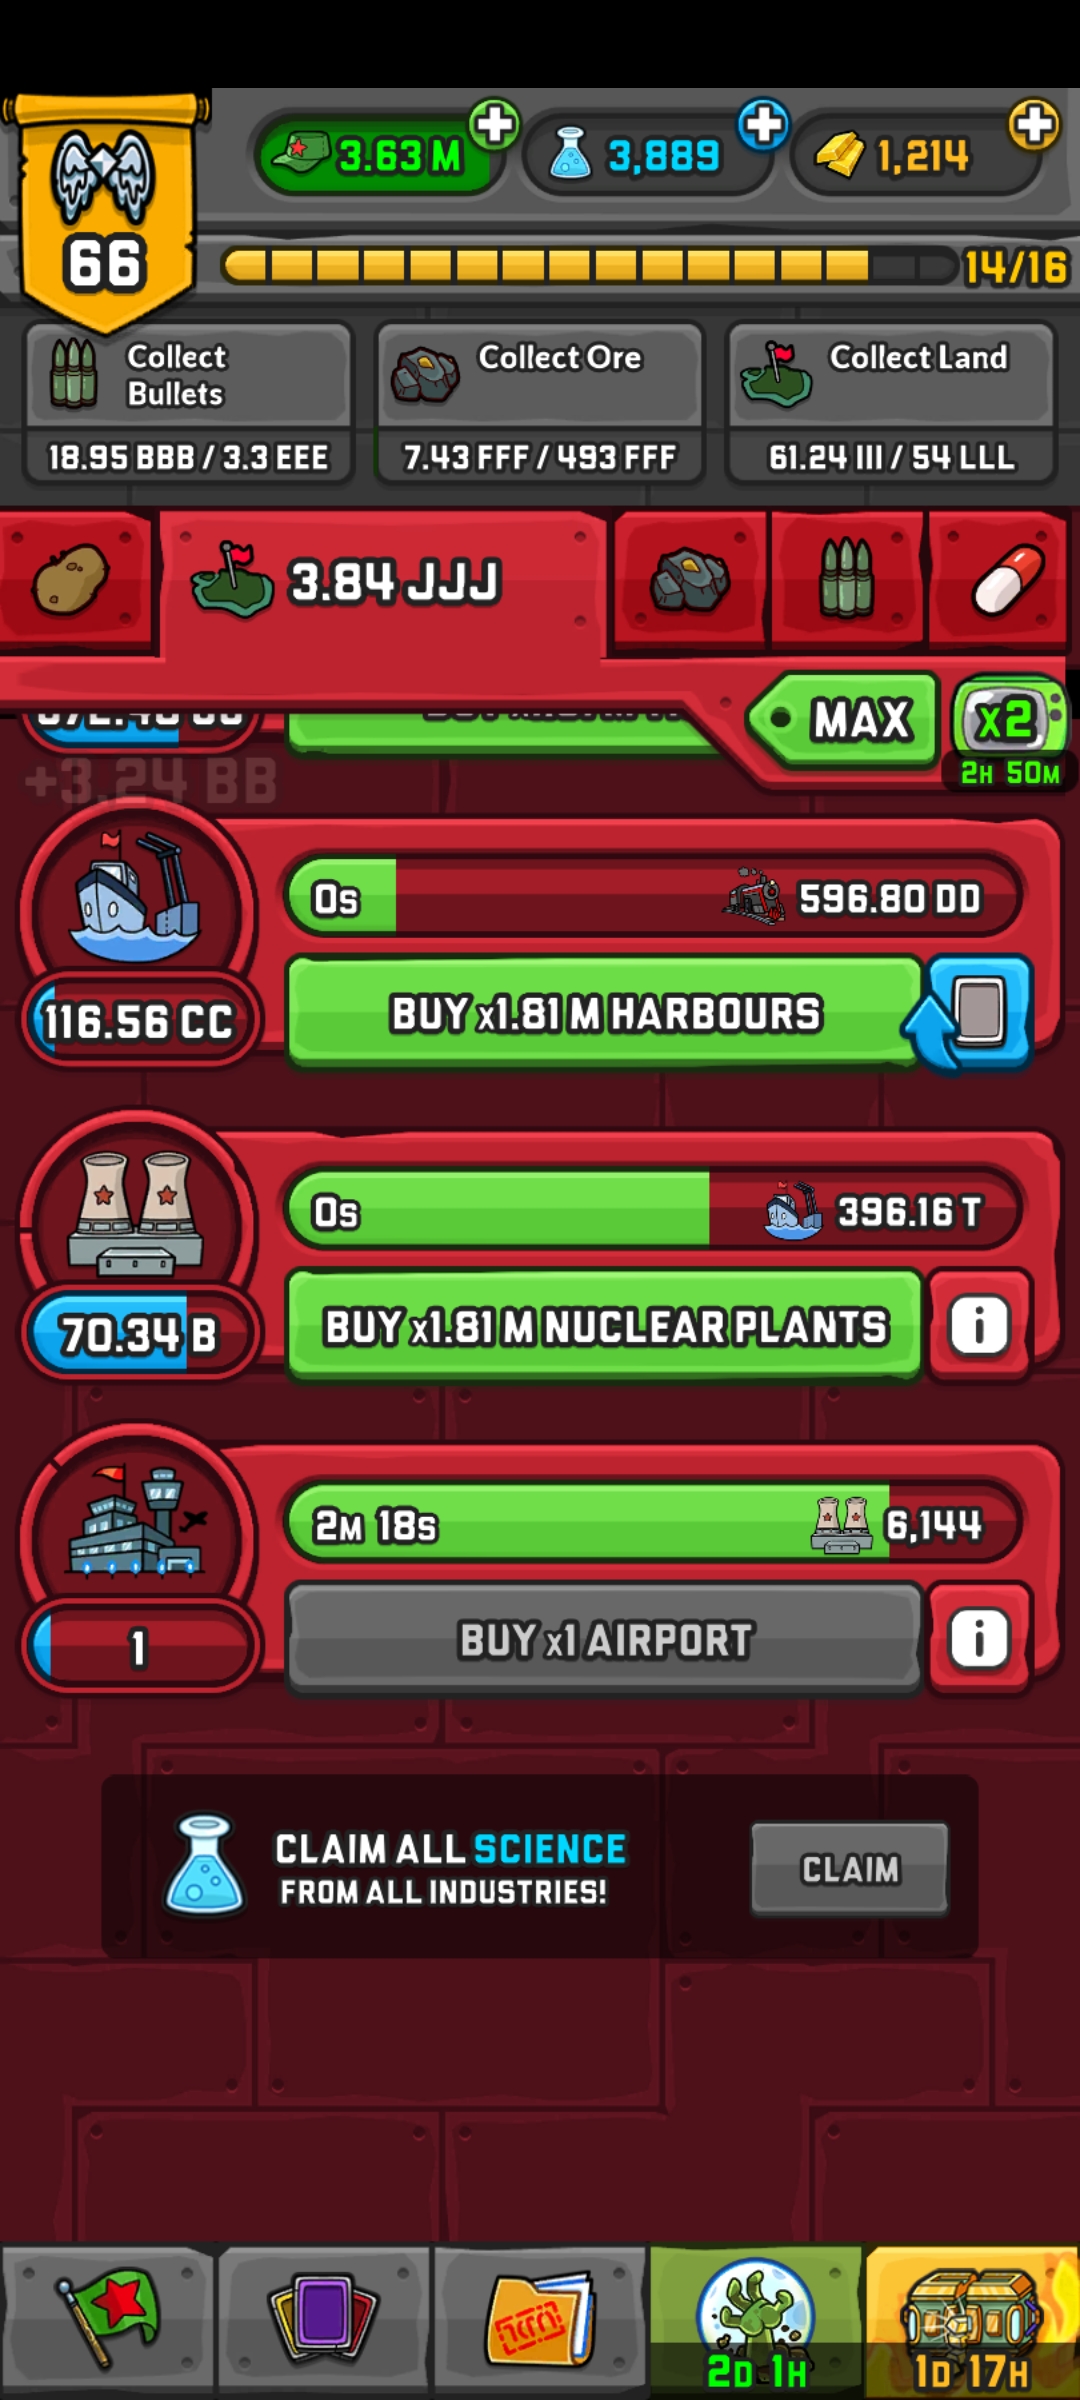 3.63 M
3,889
1,214
66
14/16
Collect
Bullets
Collect Ore
Collect Land
18.95 BBB / 3.3 EEE
7.43 FFF / 493 FFF
61.24 III / 54 LLL
3.84 JJJ
MAX
x2
2H 50M
+3.24 BB
0s
596.80 DD
116.56 CC
BUY x1.81 M HARBOURS
0s
396.16 T
70.34 B
BUY x1.81 M NUCLEAR PLANTS
i
2M 18s
6,144
1
BUY x1 AIRPORT
i
CLAIM ALL SCIENCE
FROM ALL INDUSTRIES!
CLAIM
2D 1H
1D 17H